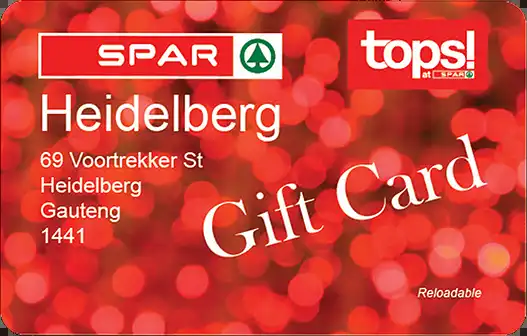 SPAR
tops!
at SPAR
Heidelberg
69 Voortrekker St
Heidelberg
Gauteng
1441
Gift Card
Reloadable